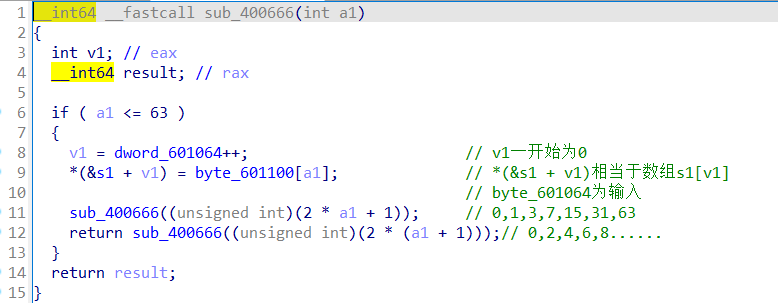 1 __int64 __fastcall sub_400666(int a1)
2 {
3 int v1; // eax
4 __int64 result; // rax
5
6 if ( a1 <= 63 )
7 {
8 v1 = dword_601064++; // v1一开始为0
9 *(&s1 + v1) = byte_601100[a1]; // *(&s1 + v1)相当于数组s1[v1]
10 // byte_601064为输入
11 sub_400666((unsigned int)(2 * a1 + 1)); // 0,1,3,7,15,31,63
12 return sub_400666((unsigned int)(2 * (a1 + 1)));// 0,2,4,6,8......
13 }
14 return result;
15 }